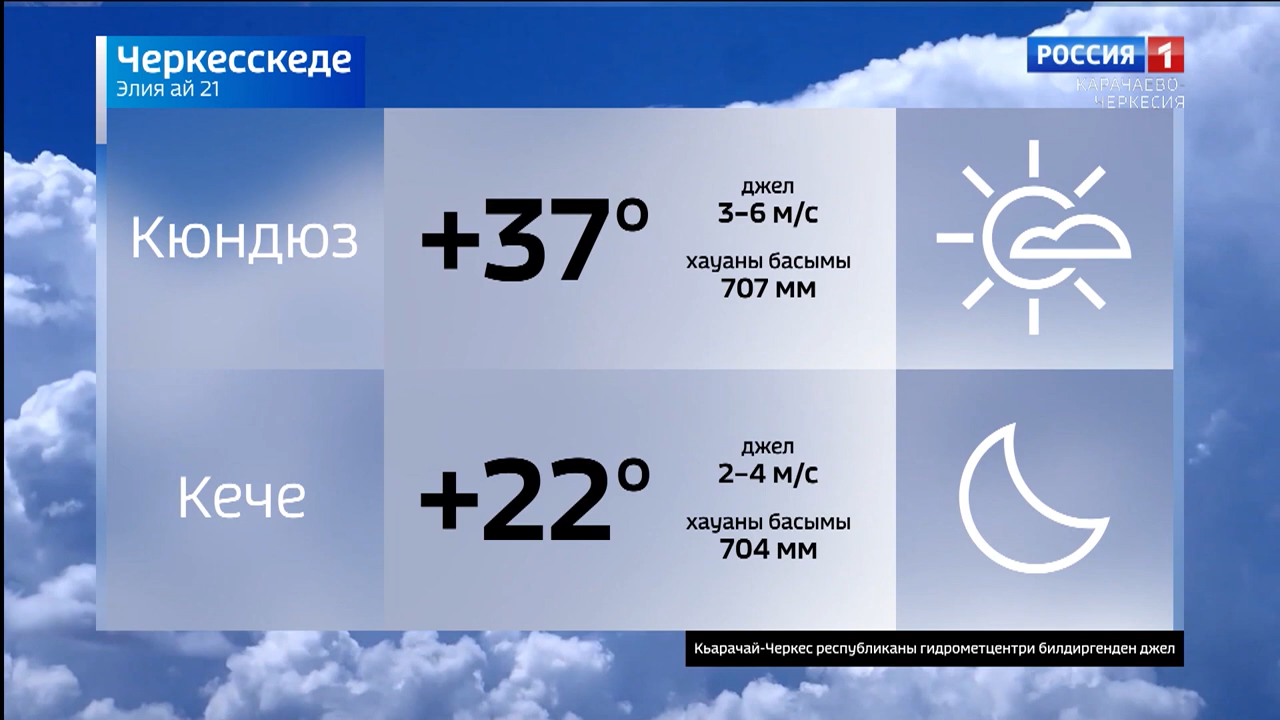 Черкесскеде
Элия ай 21
РОССИЯ 1
КАРАЧАЕВО-
ЧЕРКЕСИЯ
Кюндюз
+37°
джел
3-6 м/с
хауаны басымы
707 мм
Кече
+22°
джел
2-4 м/с
хауаны басымы
704 мм
Кьарачай-Черкес республиканы гидрометцентри билдиргенден джел